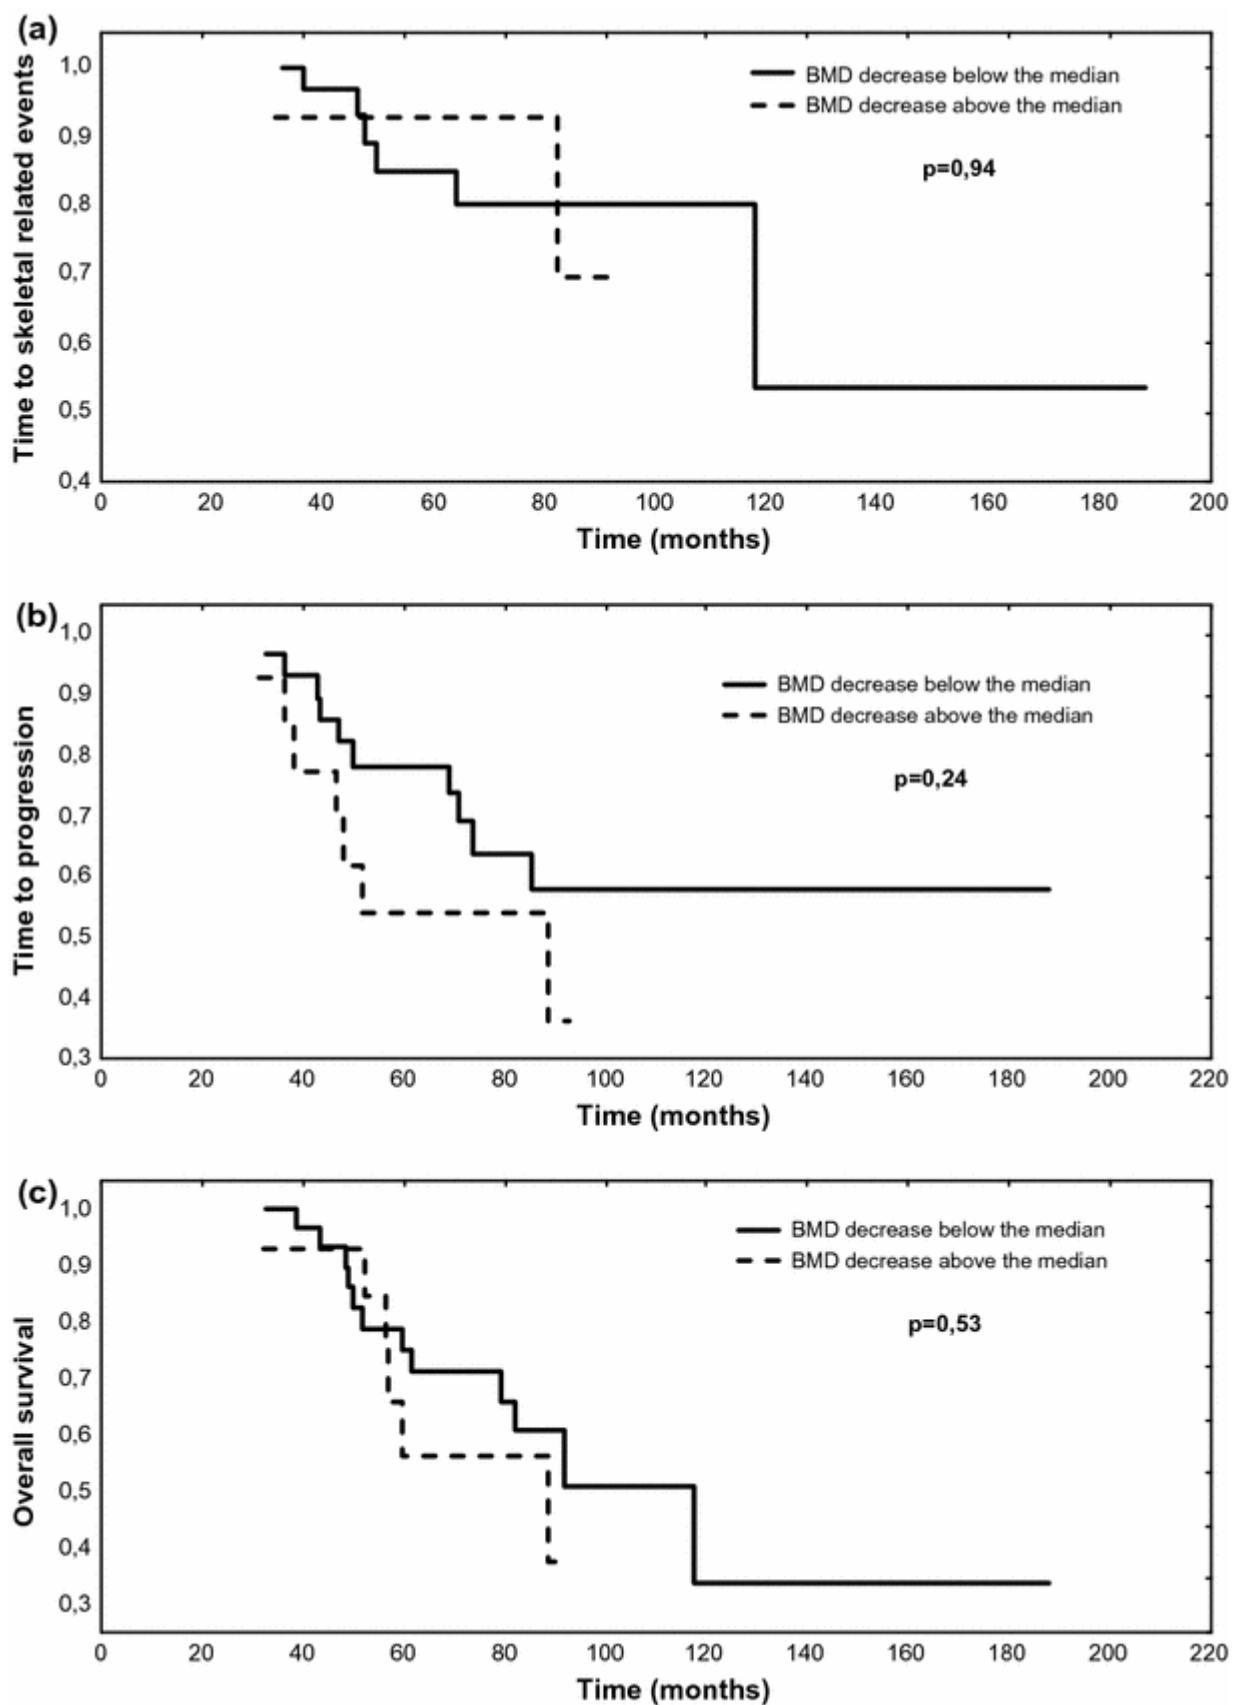 (a)
Time to skeletal related events
1,0
0,9
0,8
0,7
0,6
0,5
0,4
BMD decrease below the median
BMD decrease above the median
p=0,94
0 20 40 60 80 100 120 140 160 180 200
Time (months)
(b)
Time to progression
1,0
0,9
0,8
0,7
0,6
0,5
0,4
0,3
BMD decrease below the median
BMD decrease above the median
p=0,24
0 20 40 60 80 100 120 140 160 180 200 220
Time (months)
(c)
Overall survival
1,0
0,9
0,8
0,7
0,6
0,5
0,4
0,3
BMD decrease below the median
BMD decrease above the median
p=0,53
0 20 40 60 80 100 120 140 160 180 200 220
Time (months)